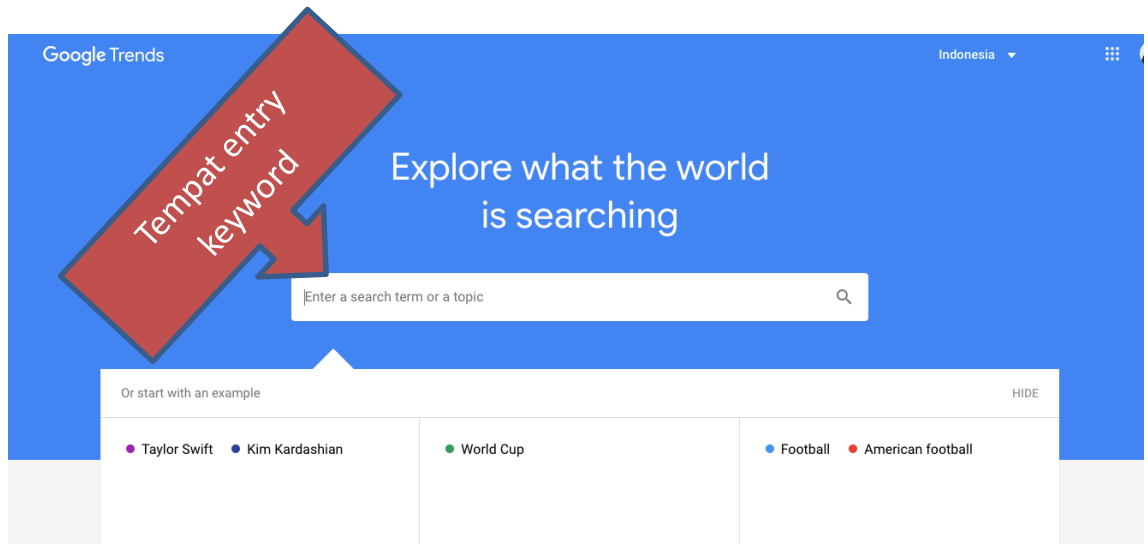 Google Trends
Indonesia
Tempat entry
keyword
Explore what the world
is searching
Enter a search term or a topic
Or start with an example
HIDE
Taylor Swift Kim Kardashian
World Cup
Football American football